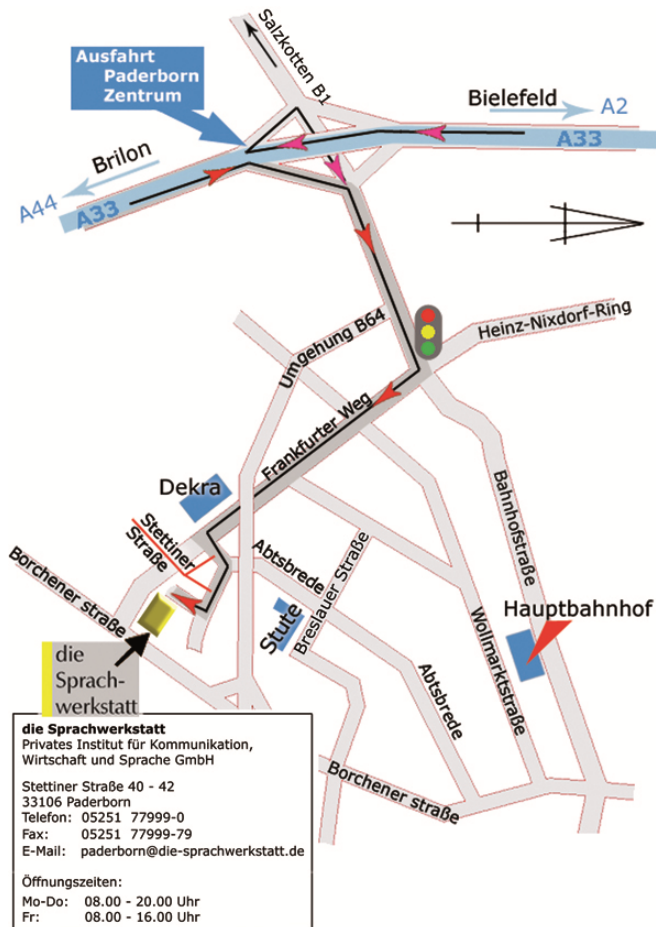 Salzkotten B1
Ausfahrt
Paderborn
Zentrum
Bielefeld
A2
A33
Brilon
A44
A33
Umgehung B64
Heinz-Nixdorf-Ring
Frankfurter Weg
Dekra
Stettiner
Straße
Borchener straße
Abtsbrede
Breslauer Straße
Stute
Bahnhofstraße
Hauptbahnhof
Wollmarktstraße
Abtsbrede
Borchener straße
die
Sprach-
werkstatt
die Sprachwerkstatt
Privates Institut für Kommunikation,
Wirtschaft und Sprache GmbH
Stettiner Straße 40 - 42
33106 Paderborn
Telefon: 05251 77999-0
Fax: 05251 77999-79
E-Mail: paderborn@die-sprachwerkstatt.de
Öffnungszeiten:
Mo-Do: 08.00 - 20.00 Uhr
Fr: 08.00 - 16.00 Uhr